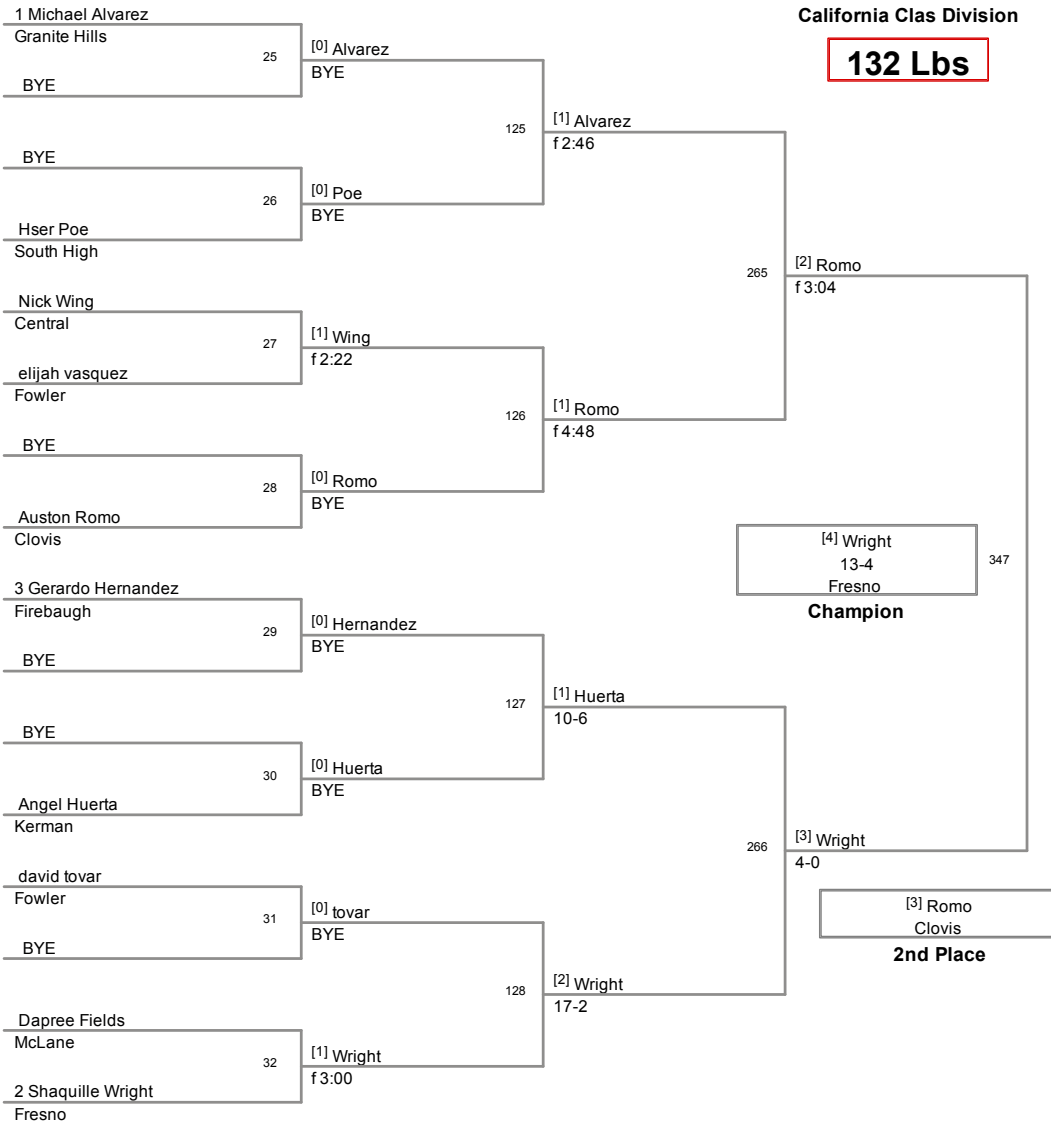 California Clas Division
132 Lbs
1 Michael Alvarez
Granite Hills
25
BYE
[0] Alvarez
BYE
125
[1] Alvarez
f 2:46
BYE
26
Hser Poe
South High
[0] Poe
BYE
265
[2] Romo
f 3:04
Nick Wing
Central
27
elijah vasquez
Fowler
[1] Wing
f 2:22
126
[1] Romo
f 4:48
BYE
28
Auston Romo
Clovis
[0] Romo
BYE
[4] Wright
13-4
Fresno
Champion
347
3 Gerardo Hernandez
Firebaugh
29
BYE
[0] Hernandez
BYE
127
[1] Huerta
10-6
BYE
30
Angel Huerta
Kerman
[0] Huerta
BYE
266
[3] Wright
4-0
david tovar
Fowler
31
BYE
[0] tovar
BYE
[3] Romo
Clovis
2nd Place
128
[2] Wright
17-2
Dapree Fields
McLane
32
2 Shaquille Wright
Fresno
[1] Wright
f 3:00